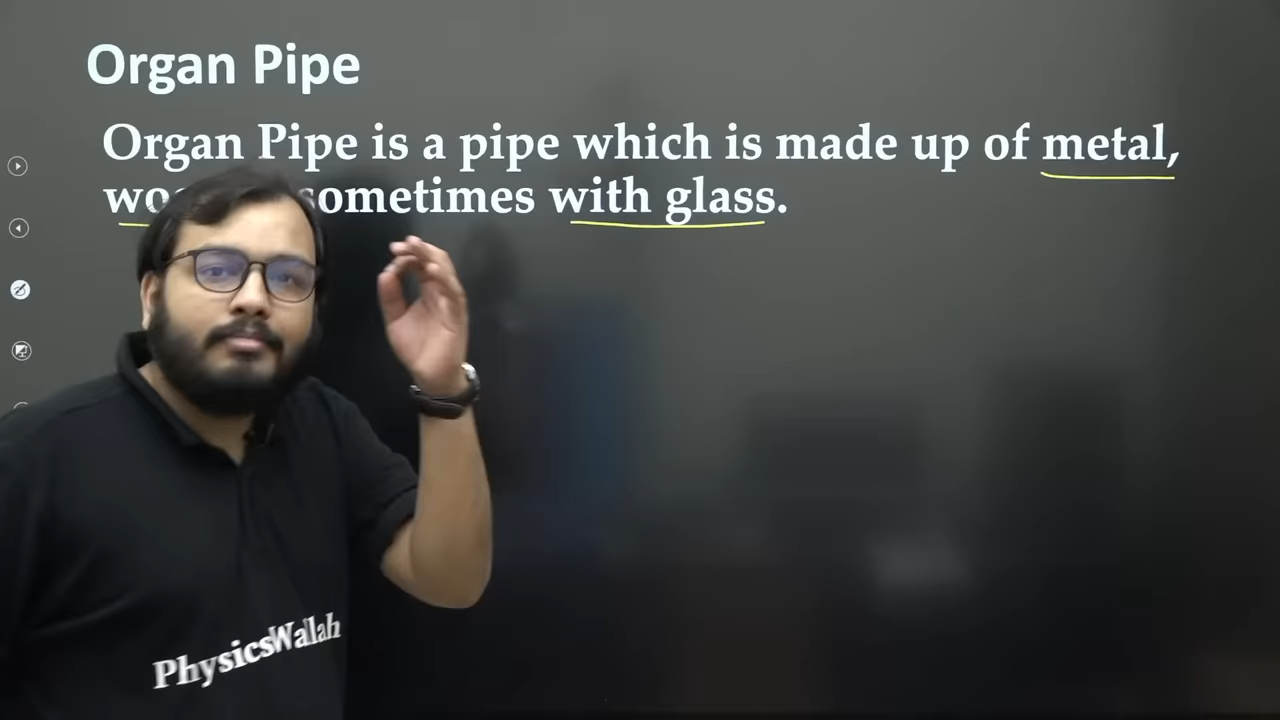 Organ Pipe
Organ Pipe is a pipe which is made up of metal,
sometimes with glass.
PhysicsWallah